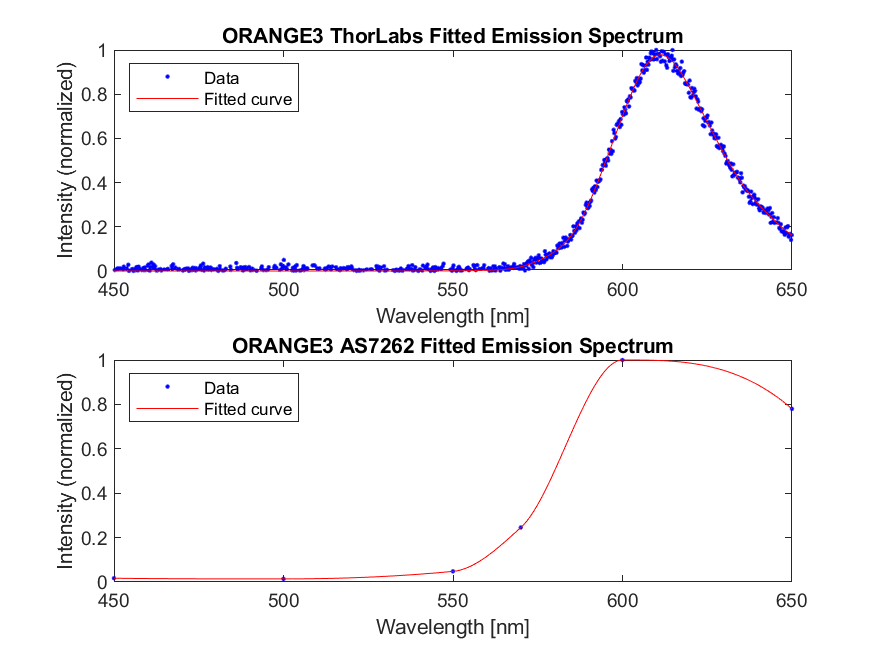 ORANGE3 ThorLabs Fitted Emission Spectrum
Intensity (normalized)
1
0.8
0.6
0.4
0.2
0
Data
Fitted curve
450 500 550 600 650
Wavelength [nm]
ORANGE3 AS7262 Fitted Emission Spectrum
Intensity (normalized)
1
0.8
0.6
0.4
0.2
0
Data
Fitted curve
450 500 550 600 650
Wavelength [nm]